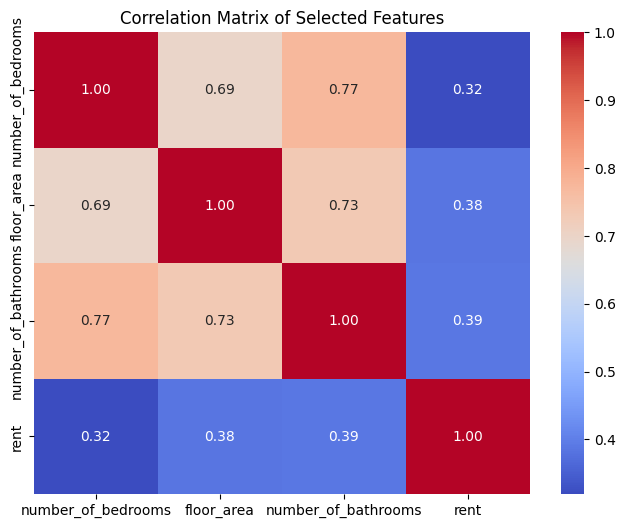 Correlation Matrix of Selected Features
number_of_bedrooms
1.00 0.69 0.77 0.32
floor_area
0.69 1.00 0.73 0.38
number_of_bathrooms
0.77 0.73 1.00 0.39
rent
0.32 0.38 0.39 1.00
number_of_bedrooms floor_area number_of_bathrooms rent
1.0
0.9
0.8
0.7
0.6
0.5
0.4